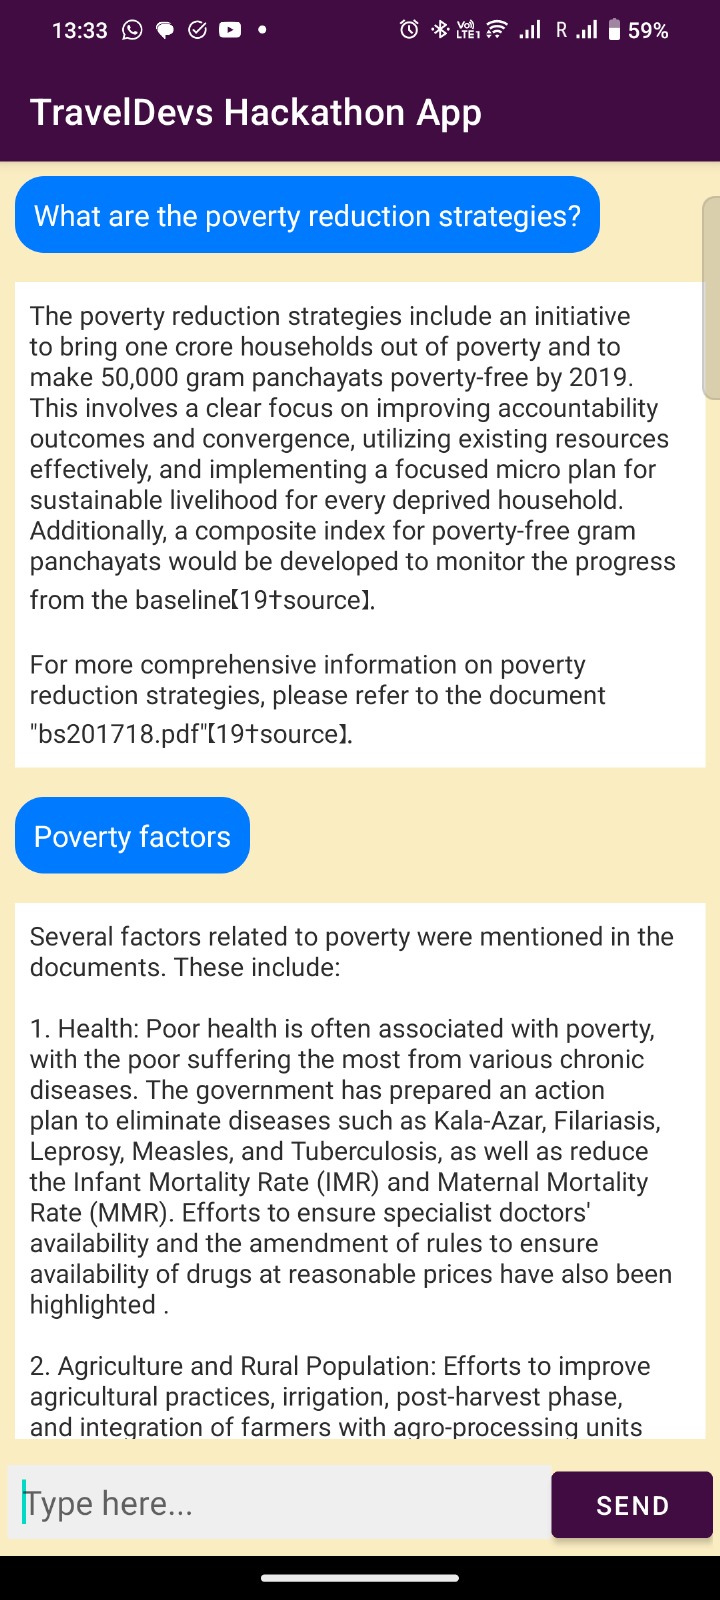 13:33
Vo) LTE1 R 59%
TravelDevs Hackathon App
What are the poverty reduction strategies?
The poverty reduction strategies include an initiative
to bring one crore households out of poverty and to
make 50,000 gram panchayats poverty-free by 2019.
This involves a clear focus on improving accountability
outcomes and convergence, utilizing existing resources
effectively, and implementing a focused micro plan for
sustainable livelihood for every deprived household.
Additionally, a composite index for poverty-free gram
panchayats would be developed to monitor the progress
from the baseline【19†source】.
For more comprehensive information on poverty
reduction strategies, please refer to the document
"bs201718.pdf"【19†source】.
Poverty factors
Several factors related to poverty were mentioned in the
documents. These include:
1. Health: Poor health is often associated with poverty,
with the poor suffering the most from various chronic
diseases. The government has prepared an action
plan to eliminate diseases such as Kala-Azar, Filariasis,
Leprosy, Measles, and Tuberculosis, as well as reduce
the Infant Mortality Rate (IMR) and Maternal Mortality
Rate (MMR). Efforts to ensure specialist doctors'
availability and the amendment of rules to ensure
availability of drugs at reasonable prices have also been
highlighted .
2. Agriculture and Rural Population: Efforts to improve
agricultural practices, irrigation, post-harvest phase,
and integration of farmers with agro-processing units
Type here...
SEND